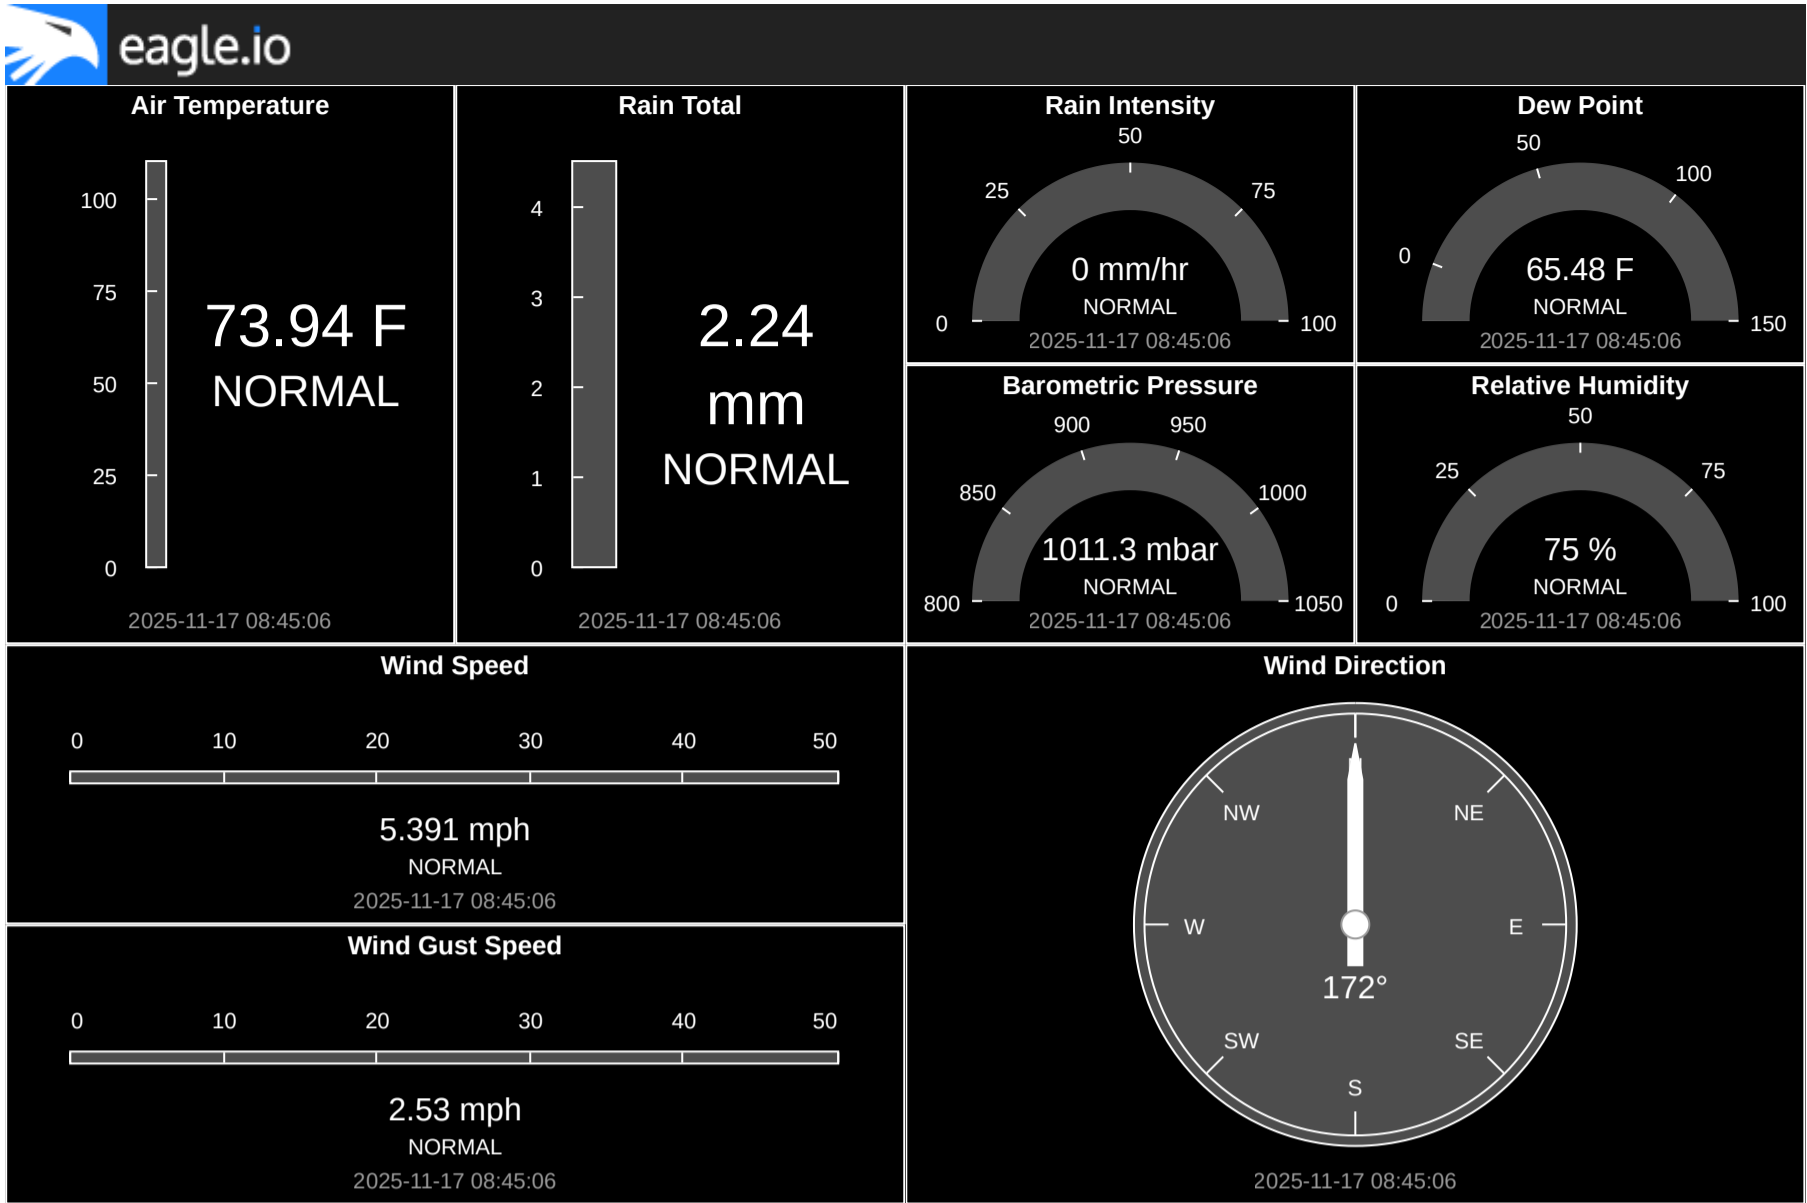 eagle.io
Air Temperature
100
75
50
25
0
73.94 F
NORMAL
2025-11-17 08:45:06
Rain Total
4
3
2
1
0
2.24
mm
NORMAL
2025-11-17 08:45:06
Rain Intensity
0
25
50
75
100
0 mm/hr
NORMAL
2025-11-17 08:45:06
Dew Point
0
50
100
150
65.48 F
NORMAL
2025-11-17 08:45:06
Barometric Pressure
800
850
900
950
1000
1050
1011.3 mbar
NORMAL
2025-11-17 08:45:06
Relative Humidity
0
25
50
75
100
75 %
NORMAL
2025-11-17 08:45:06
Wind Speed
0 10 20 30 40 50
5.391 mph
NORMAL
2025-11-17 08:45:06
Wind Gust Speed
0 10 20 30 40 50
2.53 mph
NORMAL
2025-11-17 08:45:06
Wind Direction
NW NE
W E
172°
SW SE
S
2025-11-17 08:45:06